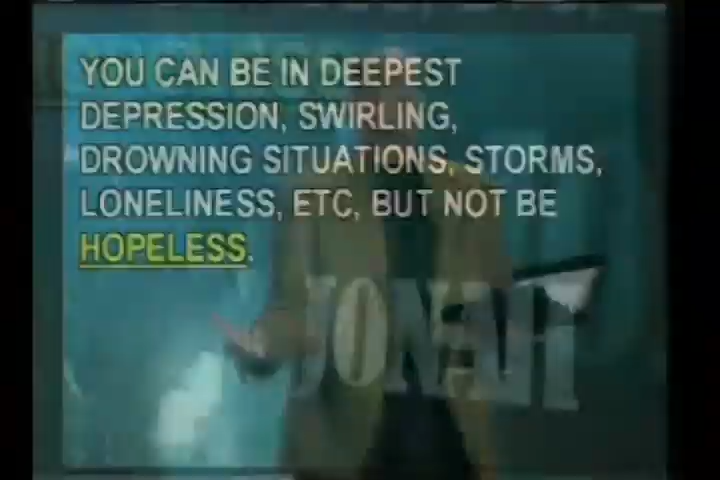 YOU CAN BE IN DEEPEST
DEPRESSION, SWIRLING,
DROWNING SITUATIONS, STORMS,
LONELINESS, ETC, BUT NOT BE
HOPELESS.
JONAH